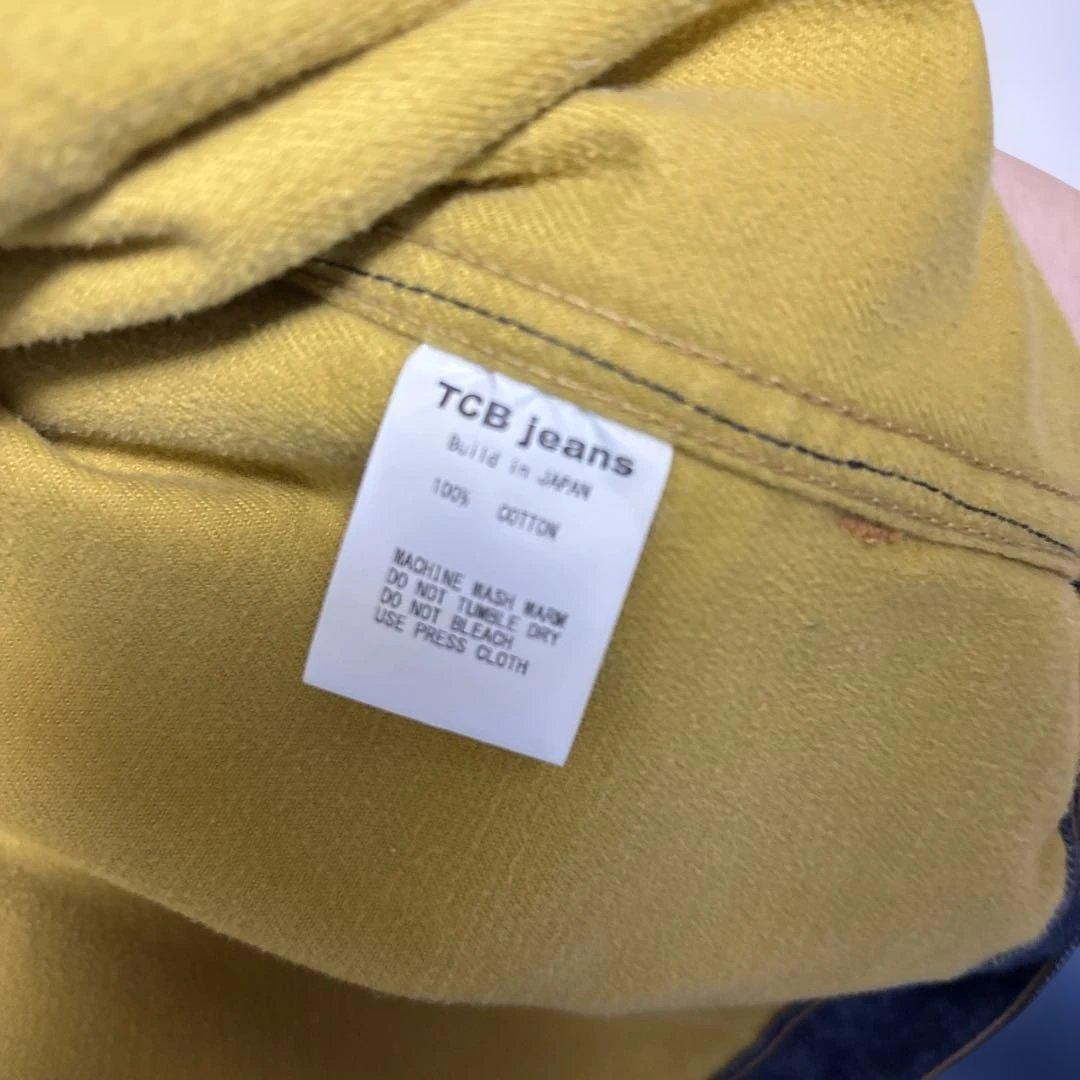 TCB jeans
Build in JAPAN
100% COTTON
MACHINE WASH WARM
DO NOT TUMBLE DRY
DO NOT BLEACH
USE PRESS CLOTH